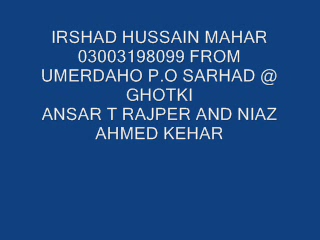 IRSHAD HUSSAIN MAHAR
03003198099 FROM
UMERDAHO P.O SARHAD @
GHOTKI
ANSAR T RAJPER AND NIAZ
AHMED KEHAR